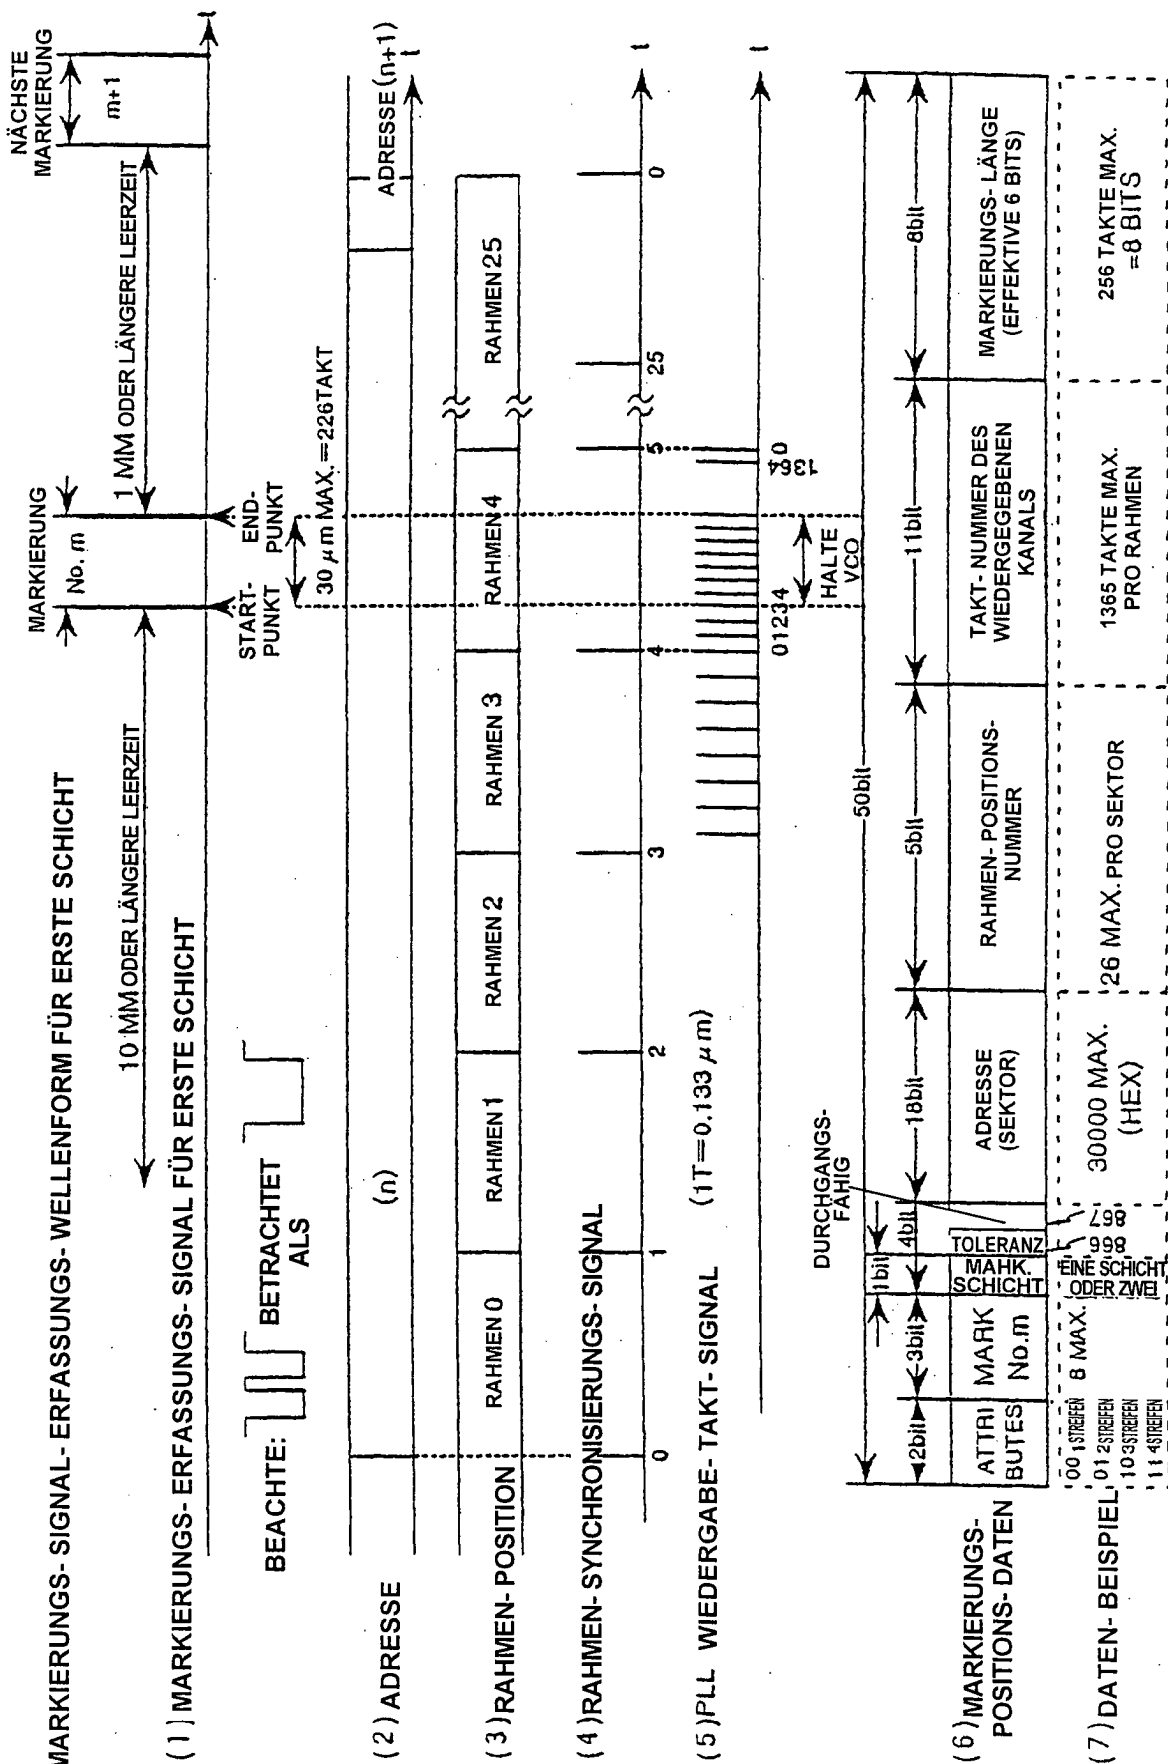 MARKIERUNGS- SIGNAL- ERFASSUNGS- WELLENFORM FÜR ERSTE SCHICHT
NÄCHSTE
MARKIERUNG
m+1
MARKIERUNG
No. m
10 MM ODER LÄNGERE LEERZEIT
1 MM ODER LÄNGERE LEERZEIT
(1) MARKIERUNGS- ERFASSUNGS- SIGNAL FÜR ERSTE SCHICHT
t
START-
PUNKT
END-
PUNKT
BEACHTE:
BETRACHTET
ALS
30 μm MAX.=226TAKT
(2) ADRESSE
(n)
ADRESSE (n+1)
t
(3)RAHMEN- POSITION
RAHMEN 0
RAHMEN 1
RAHMEN 2
RAHMEN 3
RAHMEN 4
RAHMEN 25
(4)RAHMEN- SYNCHRONISIERUNGS- SIGNAL
t
0
1
2
3
4
5
25
0
(5)PLL WIEDERGABE- TAKT- SIGNAL (1T=0.133 μm)
t
01234
1364
0
HALTE
VCO
DURCHGANGS-
FÄHIG
50bit
2bit
3bit
1bit
4bit
18bit
5bit
11bit
8bit
(6)MARKIERUNGS-
POSITIONS- DATEN
ATTRI
BUTES
MARK
No.m
MAHK.
SCHICHT
TOLERANZ
ADRESSE
(SEKTOR)
RAHMEN- POSITIONS-
NUMMER
TAKT- NUMMER DES
WIEDERGEGEBENEN
KANALS
MARKIERUNGS- LÄNGE
(EFFEKTIVE 6 BITS)
(7)DATEN- BEISPIEL
00 1STREIFEN
01 2STREIFEN
10 3STREIFEN
11 4STREIFEN
8 MAX.
EINE SCHICHT
ODER ZWEI
866
867
30000 MAX.
(HEX)
26 MAX. PRO SEKTOR
1365 TAKTE MAX.
PRO RAHMEN
256 TAKTE MAX.
=8 BITS